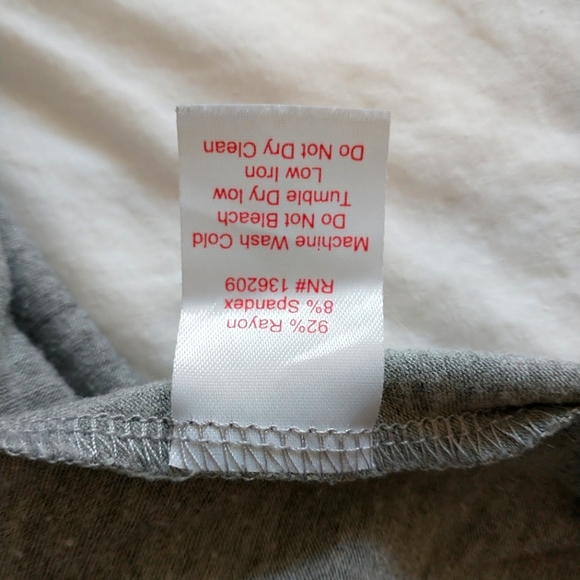 92% Rayon
8% Spandex
RN# 136209
Machine Wash Cold
Do Not Bleach
Tumble Dry low
Low Iron
Do Not Dry Clean